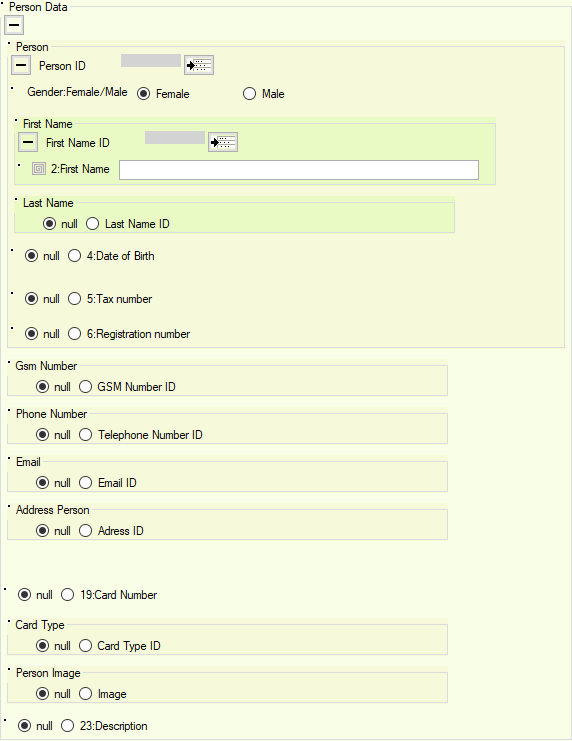 Person Data
Person
Person ID
Gender:Female/Male Female Male
First Name
First Name ID
2:First Name
Last Name
null Last Name ID
null 4:Date of Birth
null 5:Tax number
null 6:Registration number
Gsm Number
null GSM Number ID
Phone Number
null Telephone Number ID
Email
null Email ID
Address Person
null Adress ID
null 19:Card Number
Card Type
null Card Type ID
Person Image
null Image
null 23:Description